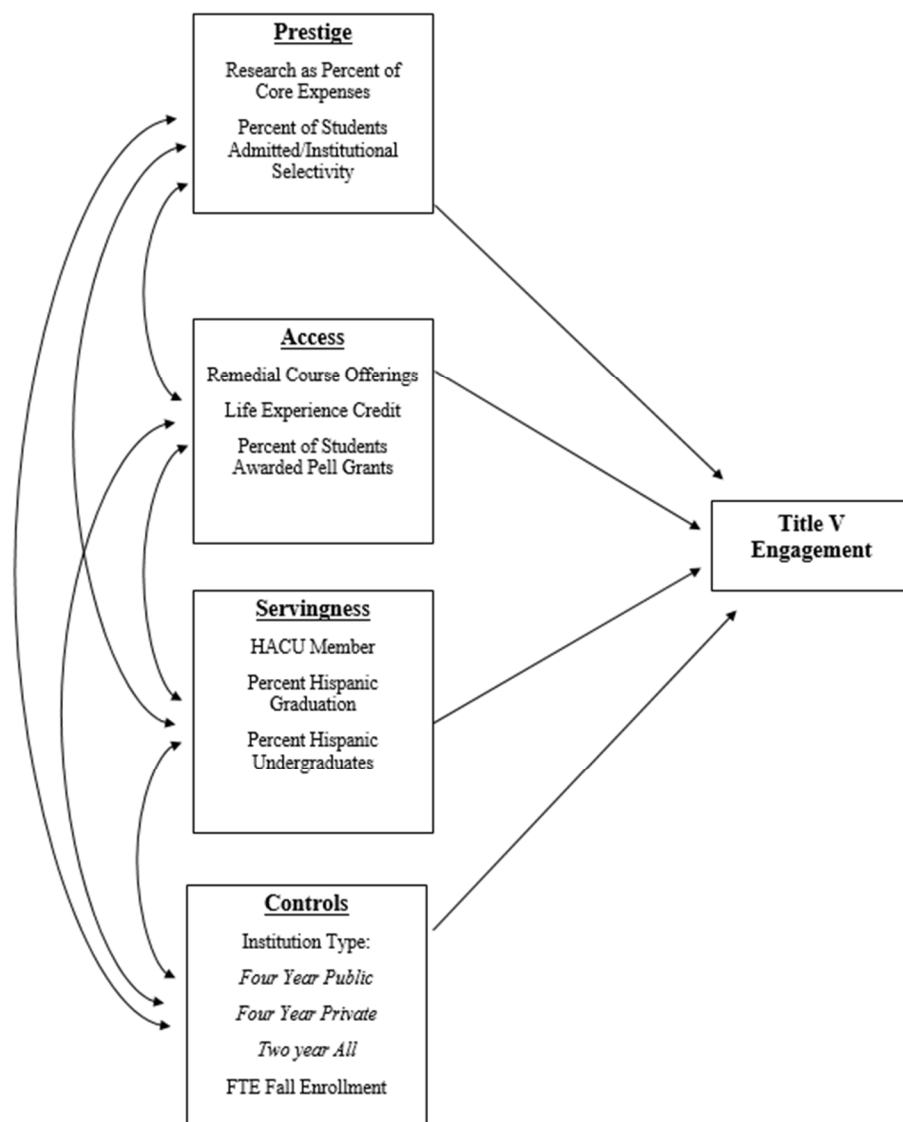 Prestige
Research as Percent of
Core Expenses
Percent of Students
Admitted/Institutional
Selectivity
Access
Remedial Course Offerings
Life Experience Credit
Percent of Students
Awarded Pell Grants
Title V
Engagement
Servingness
HACU Member
Percent Hispanic
Graduation
Percent Hispanic
Undergraduates
Controls
Institution Type:
Four Year Public
Four Year Private
Two year All
FTE Fall Enrollment